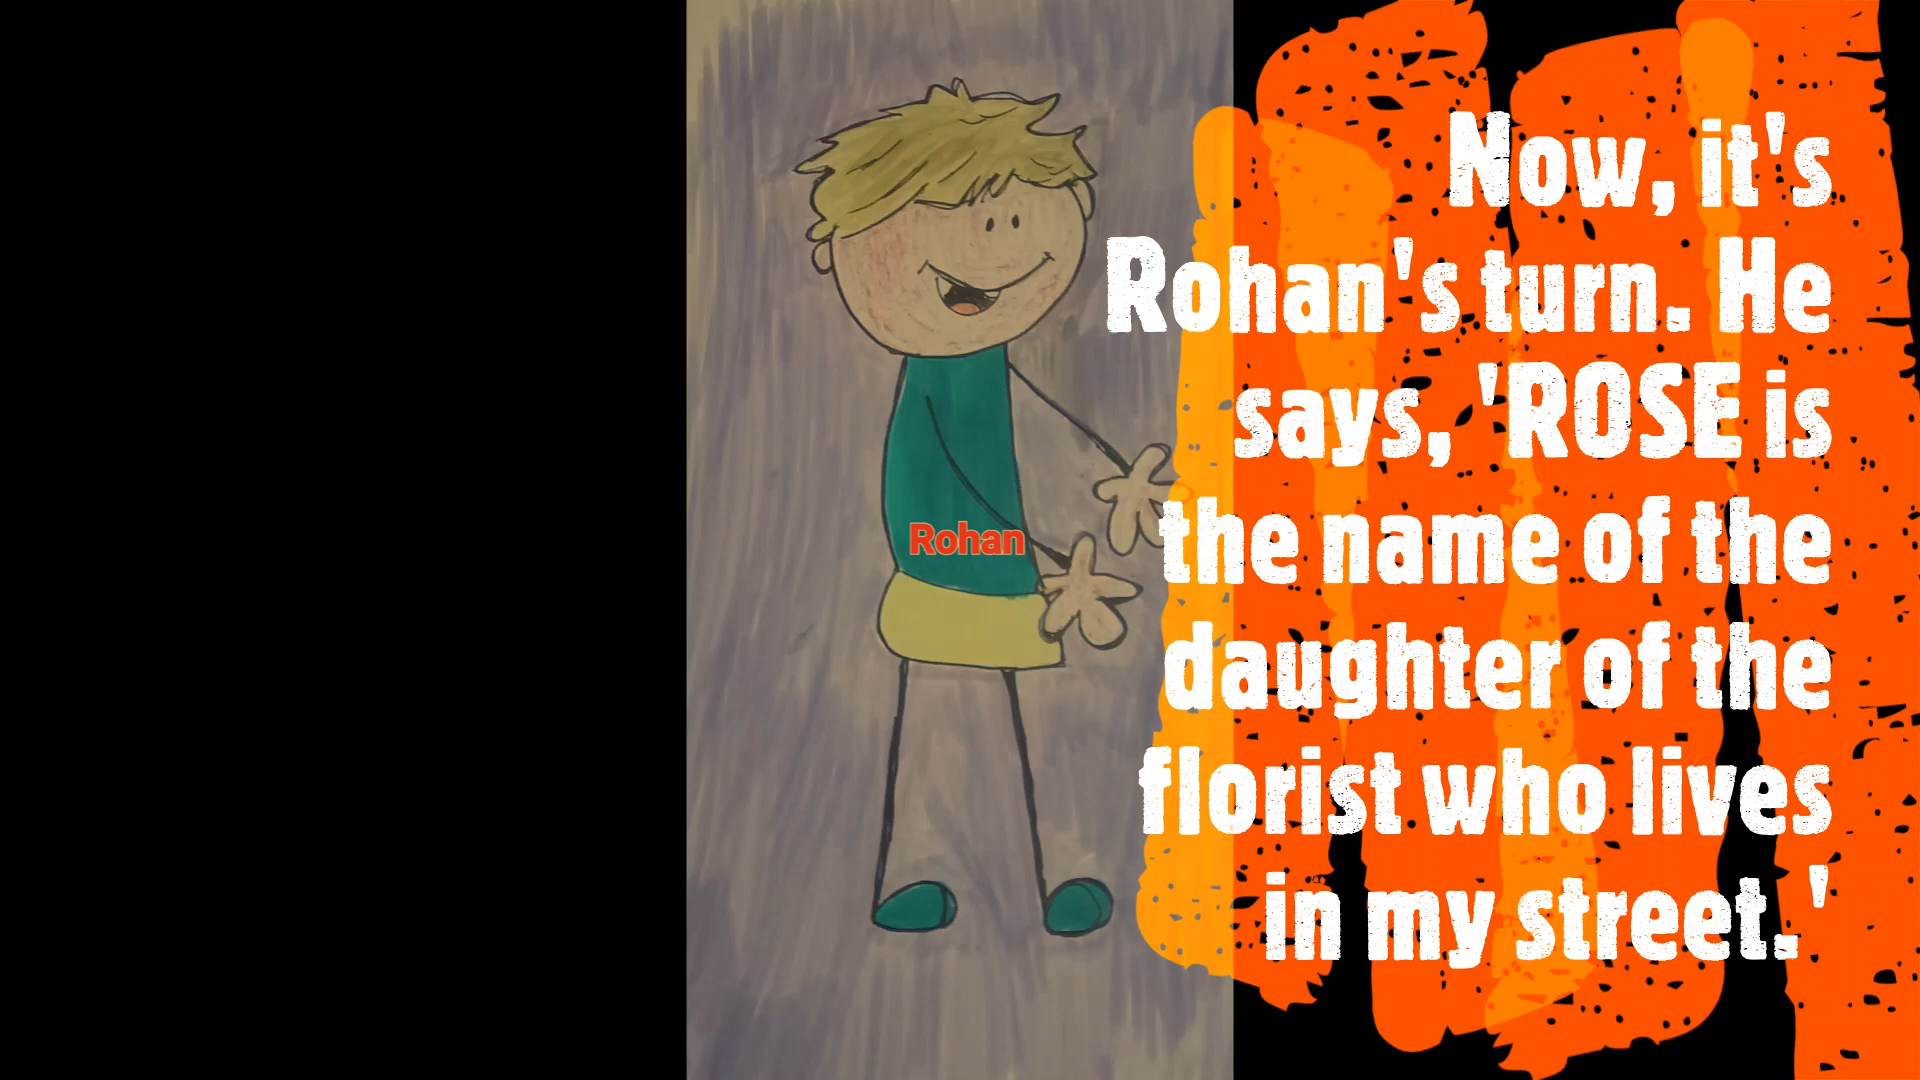 Rohan
Now, it's
Rohan's turn. He
says, 'ROSE is
the name of the
daughter of the
florist who lives
in my street. '